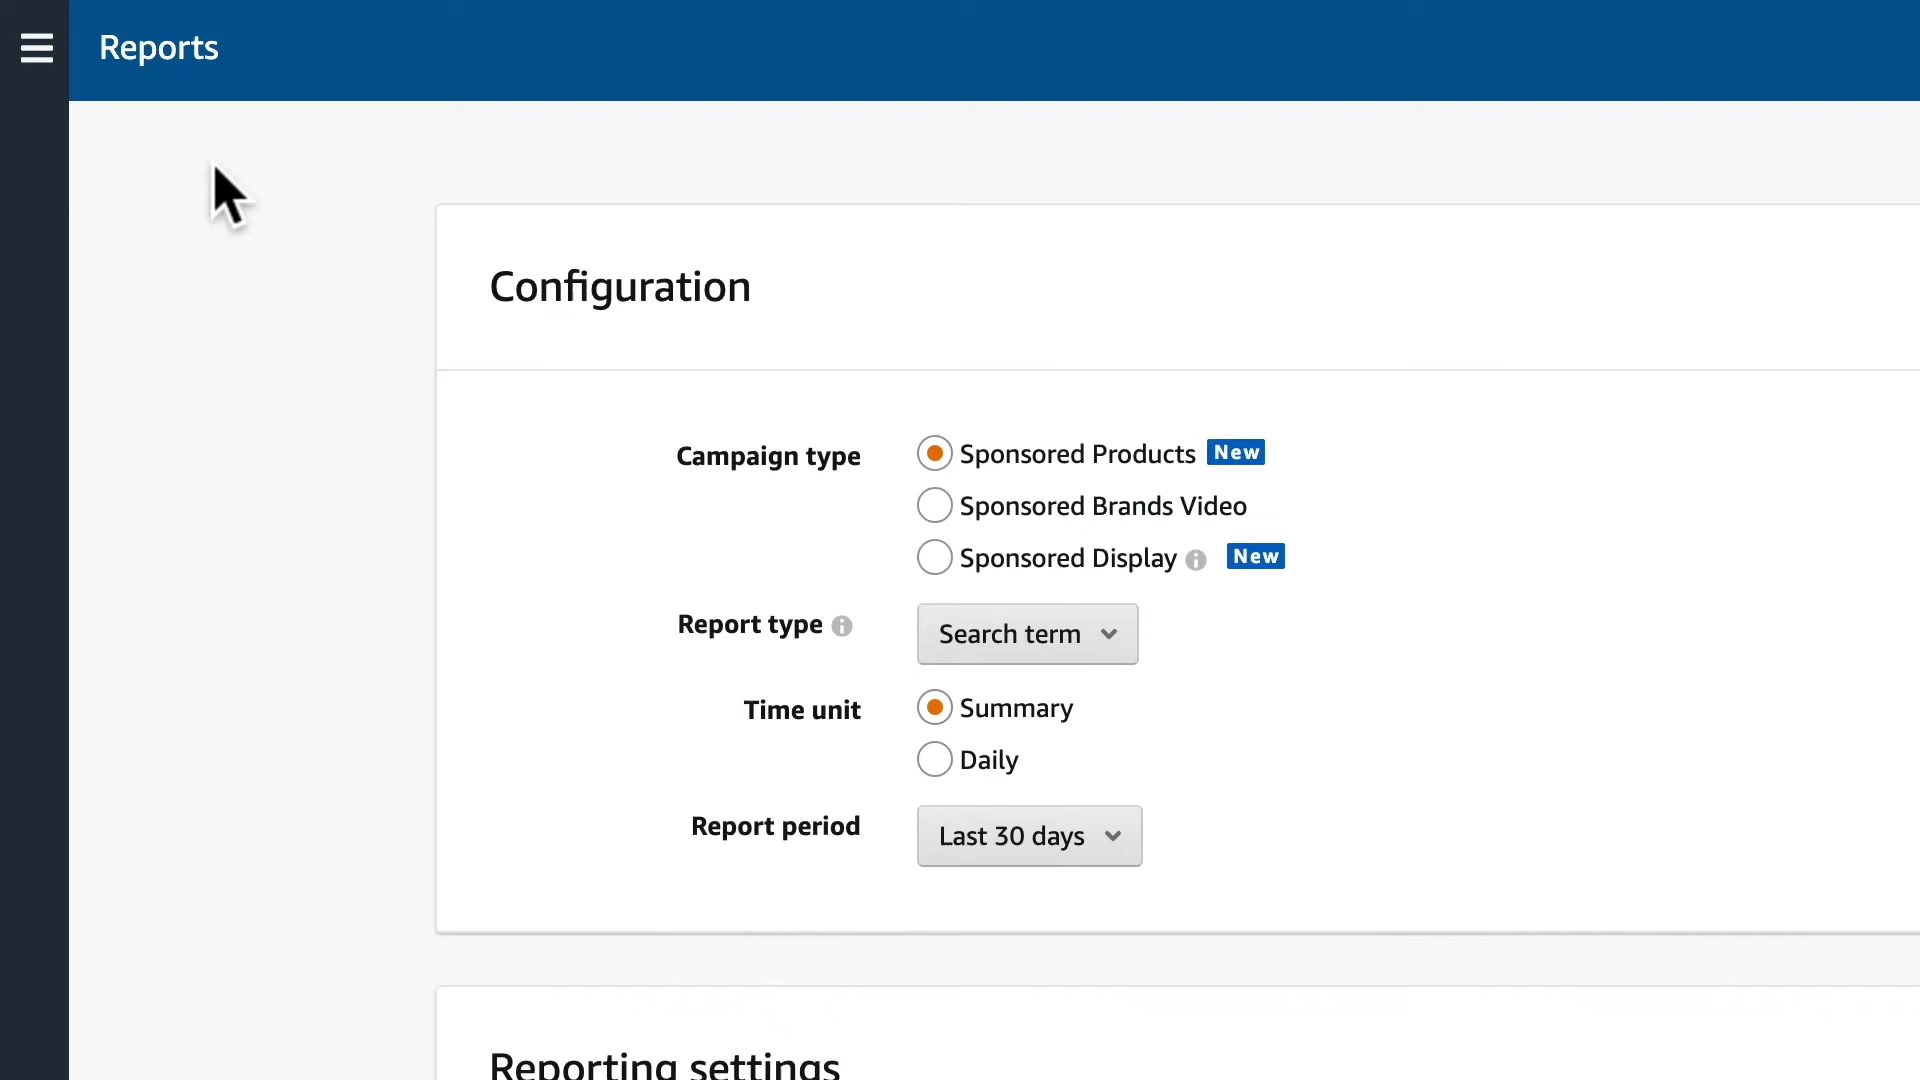 Reports
Configuration
Campaign type
Sponsored Products New
Sponsored Brands Video
Sponsored Display New
Report type
Search term
Time unit
Summary
Daily
Report period
Last 30 days
Reporting settings